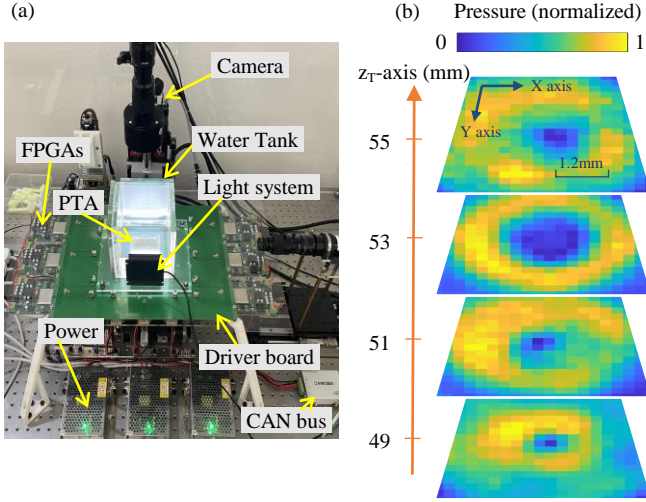 (a)
Camera
Water Tank
FPGAs
Light system
PTA
Power
Driver board
CAN bus
(b)
Pressure (normalized)
0
1
z_T-axis (mm)
X axis
Y axis
55
1.2mm
53
51
49